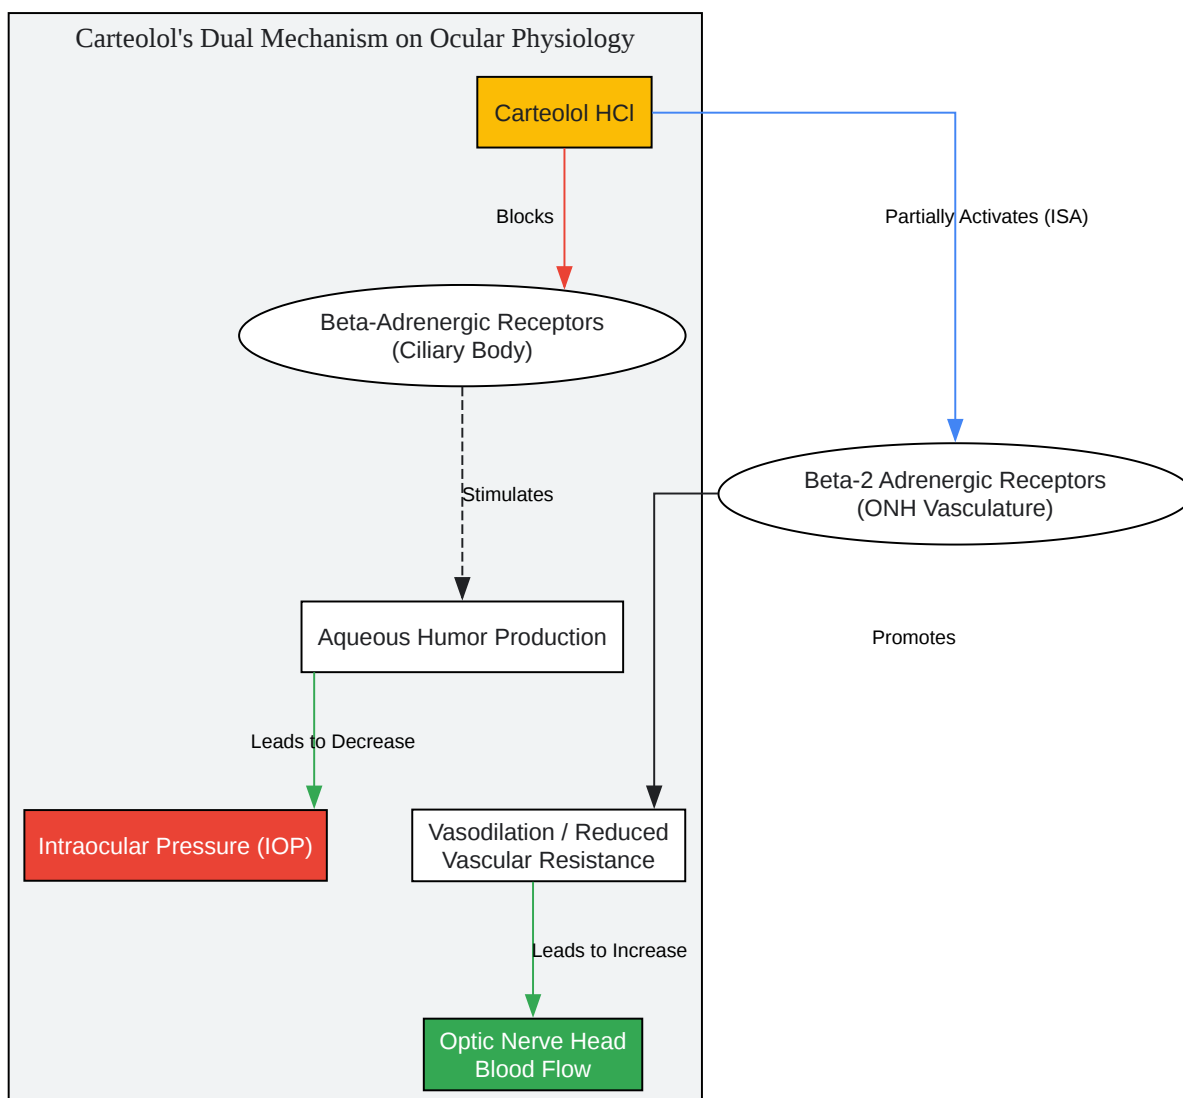 Carteolol's Dual Mechanism on Ocular Physiology
Carteolol HCl
Blocks
Partially Activates (ISA)
Beta-Adrenergic Receptors
(Ciliary Body)
Stimulates
Beta-2 Adrenergic Receptors
(ONH Vasculature)
Aqueous Humor Production
Promotes
Leads to Decrease
Intraocular Pressure (IOP)
Vasodilation / Reduced
Vascular Resistance
Leads to Increase
Optic Nerve Head
Blood Flow